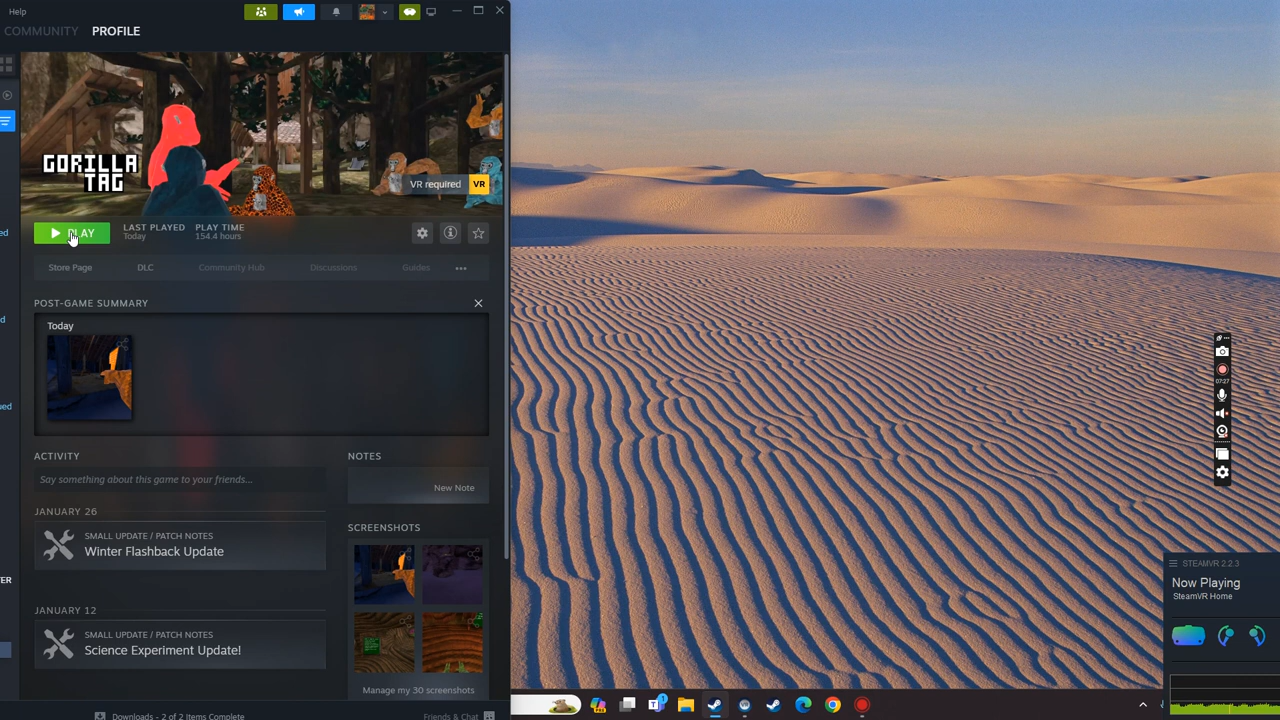 Help
COMMUNITY PROFILE
GORILLA
TAG
VR required VR
PLAY
LAST PLAYED
Today
PLAY TIME
154.4 hours
Store Page DLC Community Hub Discussions Guides
POST-GAME SUMMARY
Today
ACTIVITY
Say something about this game to your friends...
NOTES
New Note
JANUARY 26
SMALL UPDATE / PATCH NOTES
Winter Flashback Update
SCREENSHOTS
JANUARY 12
SMALL UPDATE / PATCH NOTES
Science Experiment Update!
Manage my 30 screenshots
Downloads - 2 of 2 Items Complete
Friends & Chat
07:27
STEAMVR 2.2.3
Now Playing
SteamVR Home
1